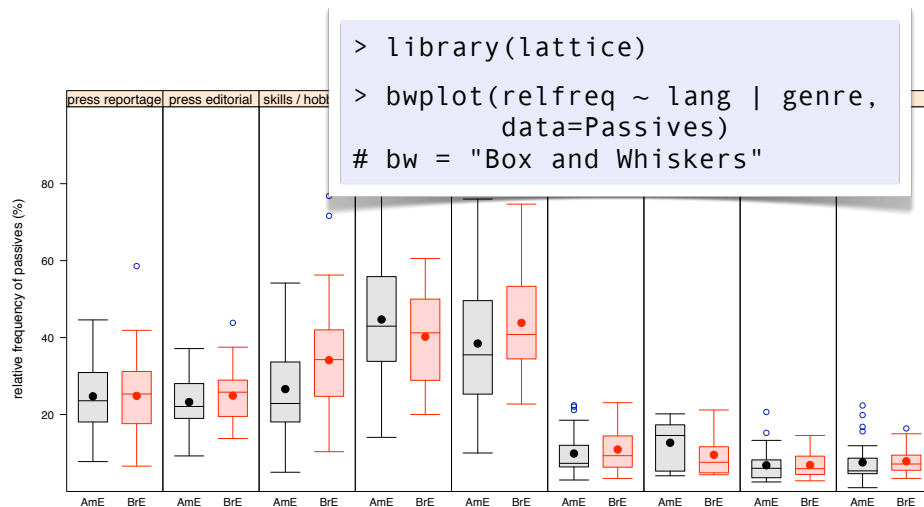 > library(lattice)
> bwplot(relfreq ~ lang | genre,
data=Passives)
# bw = "Box and Whiskers"
press reportage press editorial skills / hobb
relative frequency of passives (%)
80
60
40
20
AmE BrE AmE BrE AmE BrE AmE BrE AmE BrE AmE BrE AmE BrE AmE BrE AmE BrE